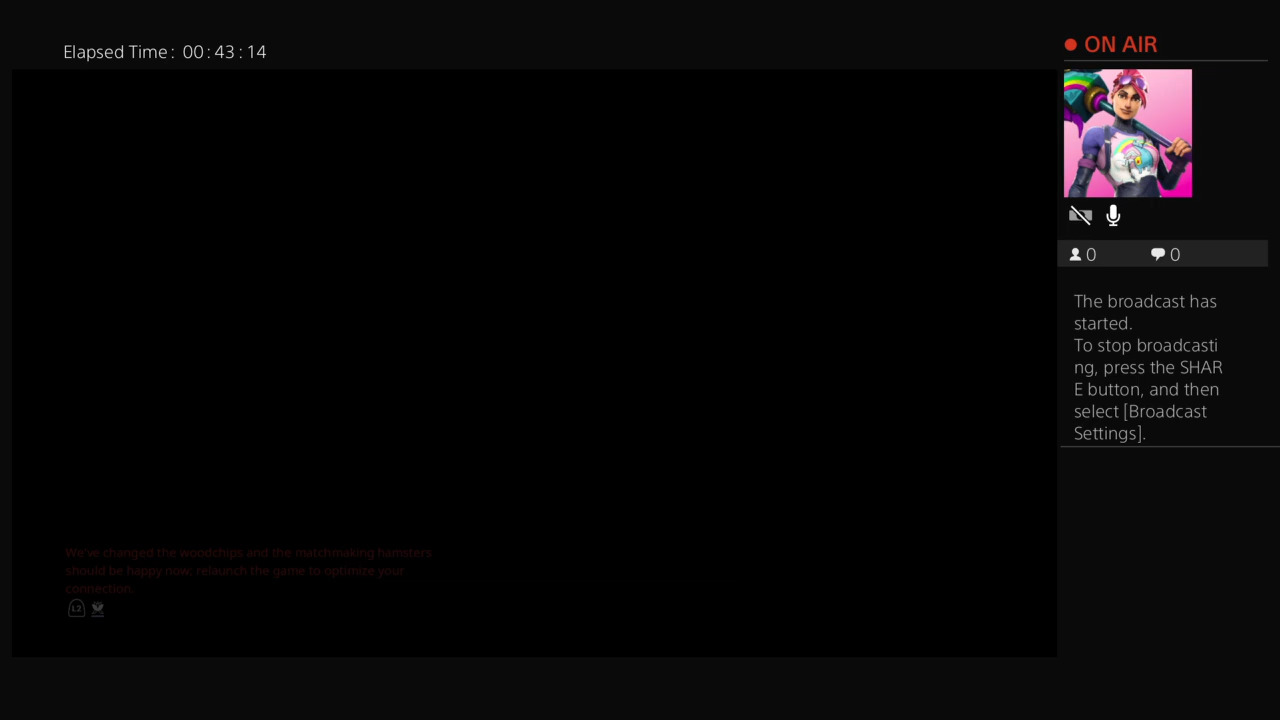 Elapsed Time: 00:43:14
ON AIR
0
0
The broadcast has
started.
To stop broadcasti
ng, press the SHAR
E button, and then
select [Broadcast
Settings].
We've changed the woodchips and the matchmaking hamsters
should be happy now; relaunch the game to optimize your
connection.
L2